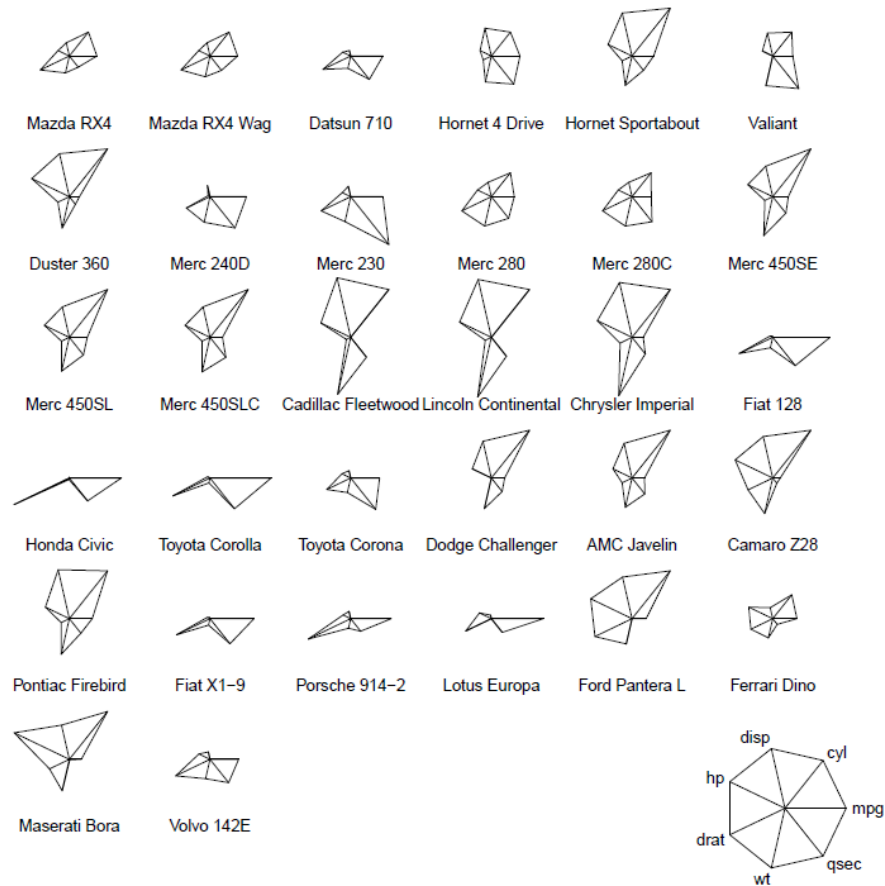 Mazda RX4 Mazda RX4 Wag Datsun 710 Hornet 4 Drive Hornet Sportabout Valiant
Duster 360 Merc 240D Merc 230 Merc 280 Merc 280C Merc 450SE
Merc 450SL Merc 450SLC Cadillac Fleetwood Lincoln Continental Chrysler Imperial Fiat 128
Honda Civic Toyota Corolla Toyota Corona Dodge Challenger AMC Javelin Camaro Z28
Pontiac Firebird Fiat X1−9 Porsche 914−2 Lotus Europa Ford Pantera L Ferrari Dino
Maserati Bora Volvo 142E
disp
cyl
hp
mpg
drat
qsec
wt